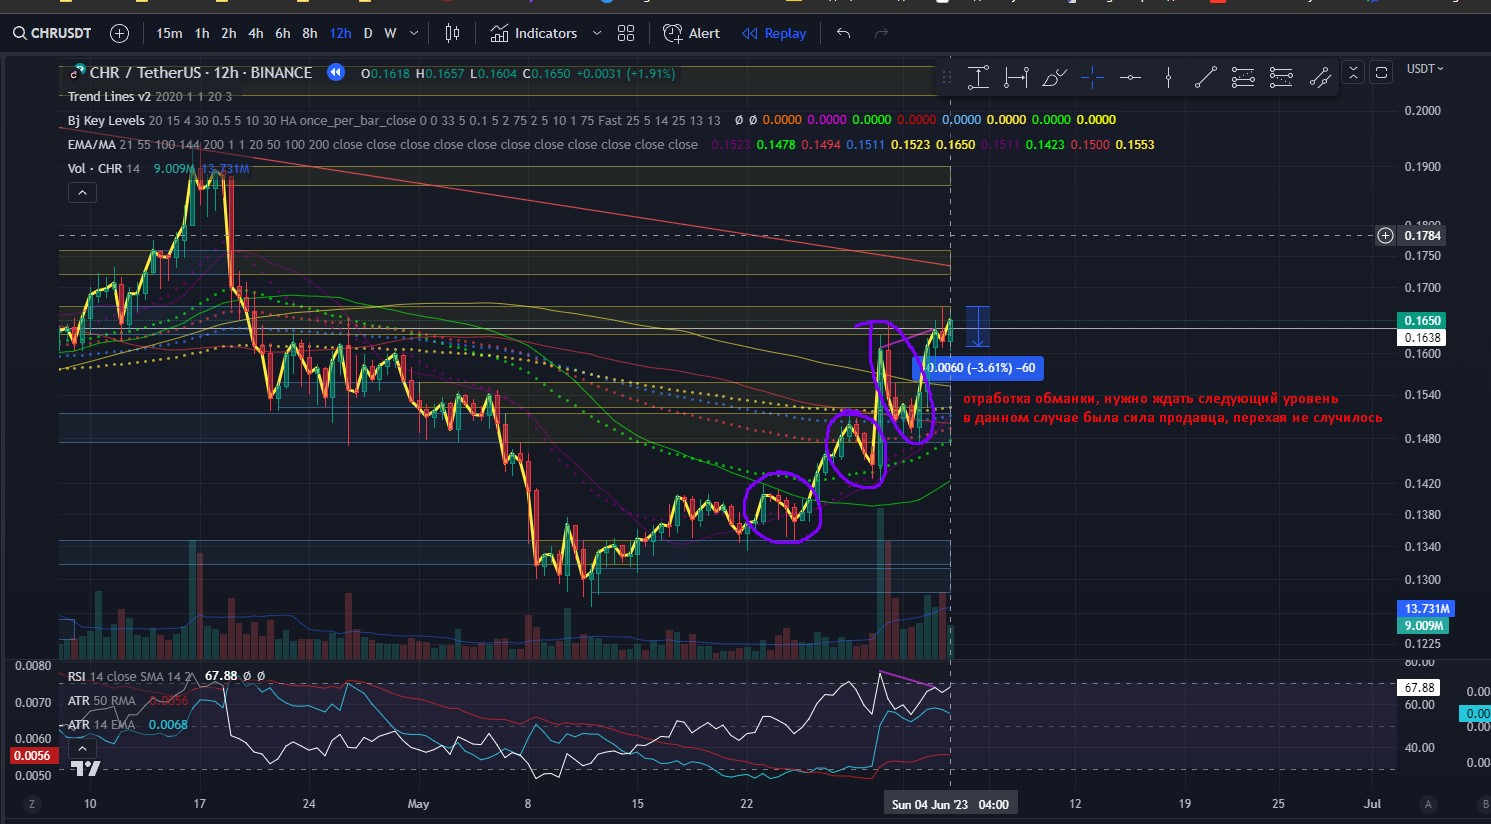 CHRUSDT 15m 1h 2h 4h 6h 8h 12h D W Indicators Alert Replay
CHR / TetherUS · 12h · BINANCE O0.1618 H0.1657 L0.1604 C0.1650 +0.0031 (+1.91%)
USDT
Trend Lines v2 2020 1 1 20 3
Bj Key Levels 20 15 4 30 0.5 5 10 30 HA once_per_bar_close 0 0 33 5 0.1 5 2 75 2 5 10 1 75 Fast 25 5 14 25 13 13 Ø Ø 0.0000 0.0000 0.0000 0.0000 0.0000 0.0000 0.0000 0.0000
EMA/MA 21 55 100 144 200 1 1 20 50 100 200 close close close close close close close close close close close 0.1523 0.1478 0.1494 0.1511 0.1523 0.1650 0.1511 0.1423 0.1500 0.1553
Vol · CHR 14 9.009M 13.731M
0.2000
0.1900
0.1800
0.1784
0.1750
0.1700
0.1650
0.1638
0.1600
0.0060 (−3.61%) −60
0.1540
отработка обманки, нужно ждать следующий уровень
в данном случае была сила продавца, перехая не случилось
0.1480
0.1420
0.1380
0.1340
0.1300
13.731M
9.009M
0.1225
80.00
0.0080
RSI 14 close SMA 14 2 67.88 Ø Ø
67.88
0.0070
ATR 50 RMA 0.0056
60.00
ATR 14 EMA 0.0068
0.0060
0.0056
40.00
0.0050
Z 10 17 24 May 8 15 22 Sun 04 Jun '23 04:00 12 19 25 Jul A B